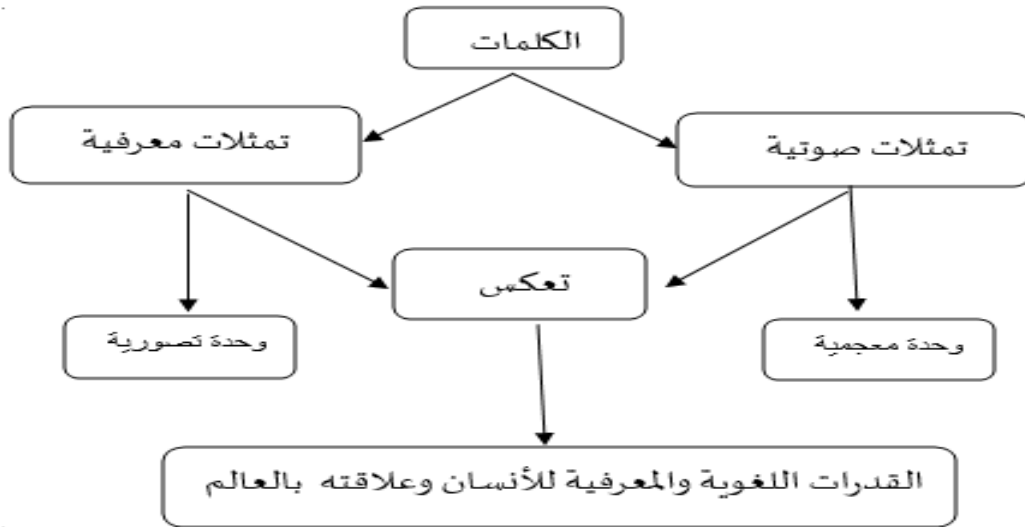 الكلمات
تمثلات صوتية
تمثلات معرفية
تعكس
وحدة معجمية
وحدة تصورية
القدرات اللغوية والمعرفية للأنسان وعلاقته بالعالم